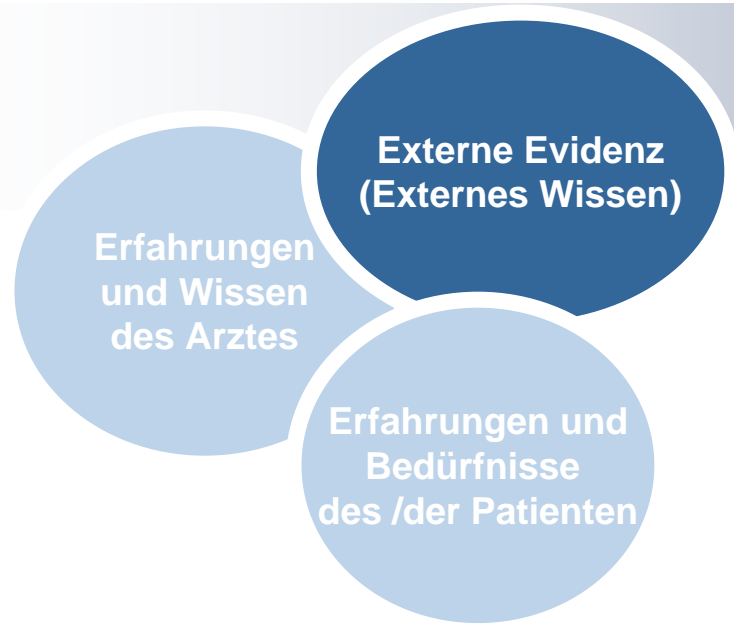 Externe Evidenz
(Externes Wissen)
Erfahrungen
und Wissen
des Arztes
Erfahrungen und
Bedürfnisse
des /der Patienten